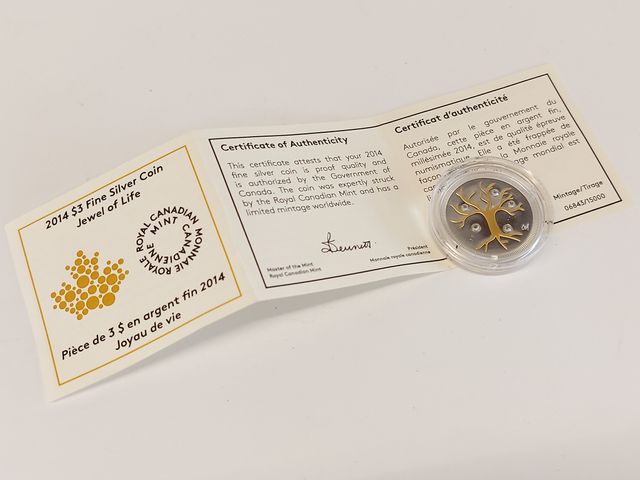 2014 $3 Fine Silver Coin
Jewel of Life
ROYAL CANADIAN MINT
MONNAIE ROYALE CANADIENNE
Pièce de 3 $ en argent fin 2014
Joyau de vie
Certificate of Authenticity
This certificate attests that your 2014
fine silver coin is proof quality and
is authorized by the Government of
Canada. The coin was expertly struck
by the Royal Canadian Mint and has a
limited mintage worldwide.
Master of the Mint
Royal Canadian Mint
Président
Monnaie royale canadienne
Certificat d'authenticité
Autorisée par le gouvernement du
Canada, cette pièce en argent fin,
millésimée 2014, est de qualité épreuve
numismatique. Elle a été frappée de
façon la Monnaie royale
mondial est
Mintage/Tirage
06843/15000